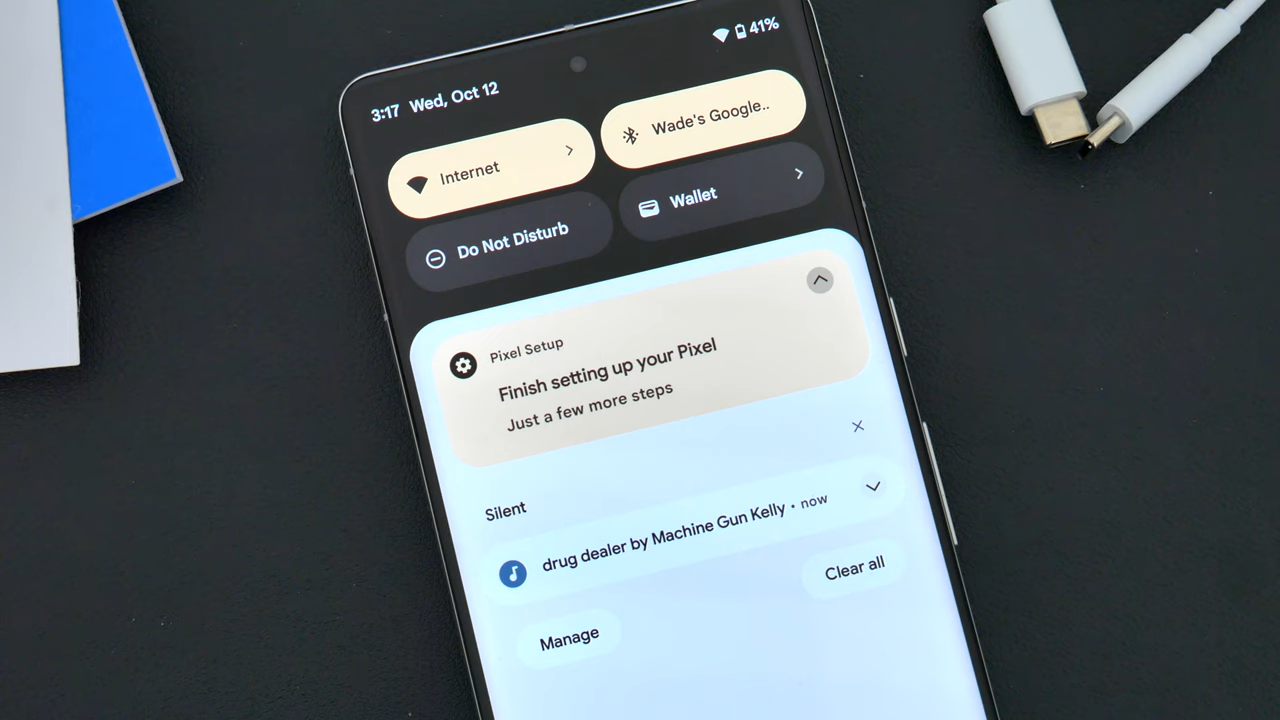 3:17 Wed, Oct 12
41%
Internet
Wade's Google..
Do Not Disturb
Wallet
Pixel Setup
Finish setting up your Pixel
Just a few more steps
Silent
drug dealer by Machine Gun Kelly • now
Clear all
Manage